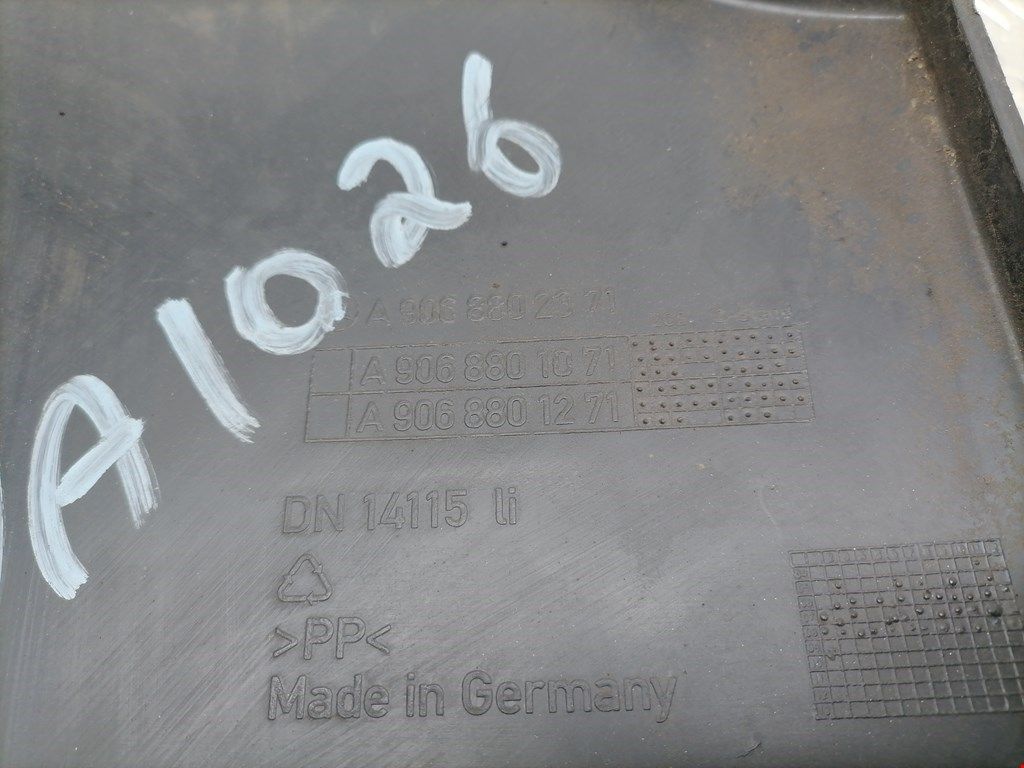 A1026
A 906 880 23 71
A 906 880 10 71
A 906 880 12 71
DN 14115 li
>PP<
Made in Germany